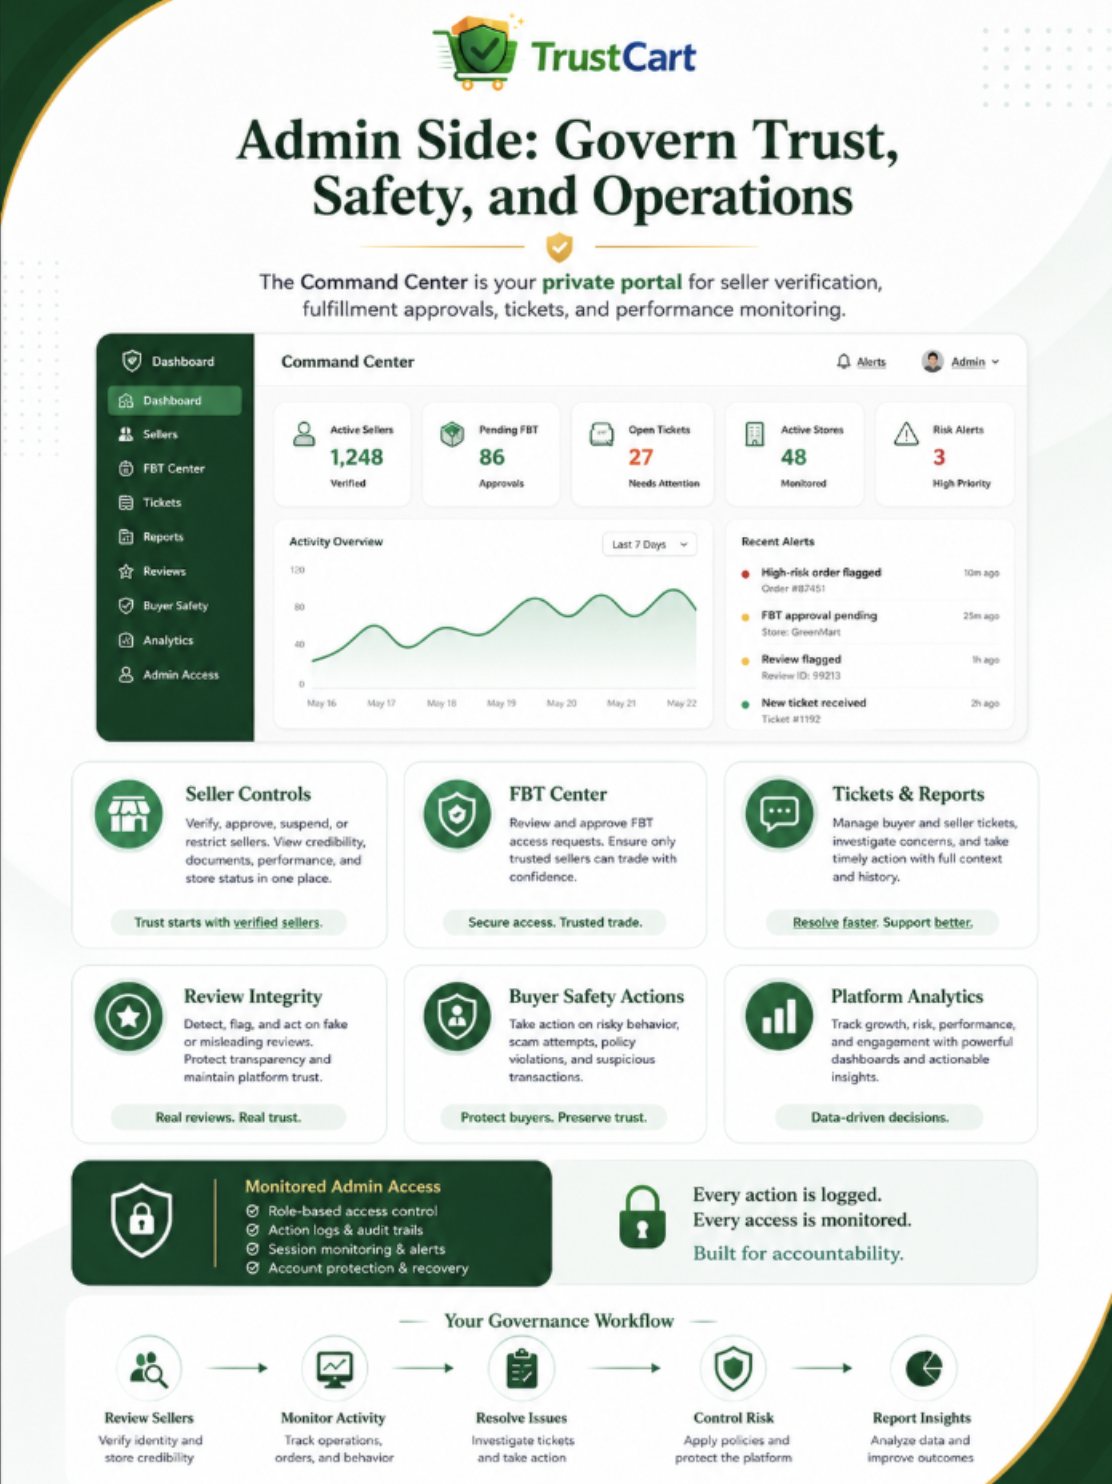 TrustCart
Admin Side: Govern Trust,
Safety, and Operations
The Command Center is your private portal for seller verification,
fulfillment approvals, tickets, and performance monitoring.
Dashboard
Dashboard
Sellers
FBT Center
Tickets
Reports
Reviews
Buyer Safety
Analytics
Admin Access
Command Center
Alerts
Admin
Active Sellers
1,248
Verified
Pending FBT
86
Approvals
Open Tickets
27
Needs Attention
Active Stores
48
Monitored
Risk Alerts
3
High Priority
Activity Overview
Last 7 Days
120
80
40
0
May 16 May 17 May 18 May 19 May 20 May 21 May 22
Recent Alerts
High-risk order flagged 10m ago
Order #87451
FBT approval pending 25m ago
Store: GreenMart
Review flagged 1h ago
Review ID: 99213
New ticket received 2h ago
Ticket #1192
Seller Controls
Verify, approve, suspend, or
restrict sellers. View credibility,
documents, performance, and
store status in one place.
Trust starts with verified sellers.
FBT Center
Review and approve FBT
access requests. Ensure only
trusted sellers can trade with
confidence.
Secure access. Trusted trade.
Tickets & Reports
Manage buyer and seller tickets,
investigate concerns, and take
timely action with full context
and history.
Resolve faster. Support better.
Review Integrity
Detect, flag, and act on fake
or misleading reviews.
Protect transparency and
maintain platform trust.
Real reviews. Real trust.
Buyer Safety Actions
Take action on risky behavior,
scam attempts, policy
violations, and suspicious
transactions.
Protect buyers. Preserve trust.
Platform Analytics
Track growth, risk, performance,
and engagement with powerful
dashboards and actionable
insights.
Data-driven decisions.
Monitored Admin Access
Role-based access control
Action logs & audit trails
Session monitoring & alerts
Account protection & recovery
Every action is logged.
Every access is monitored.
Built for accountability.
Your Governance Workflow
Review Sellers
Verify identity and
store credibility
Monitor Activity
Track operations,
orders, and behavior
Resolve Issues
Investigate tickets
and take action
Control Risk
Apply policies and
protect the platform
Report Insights
Analyze data and
improve outcomes